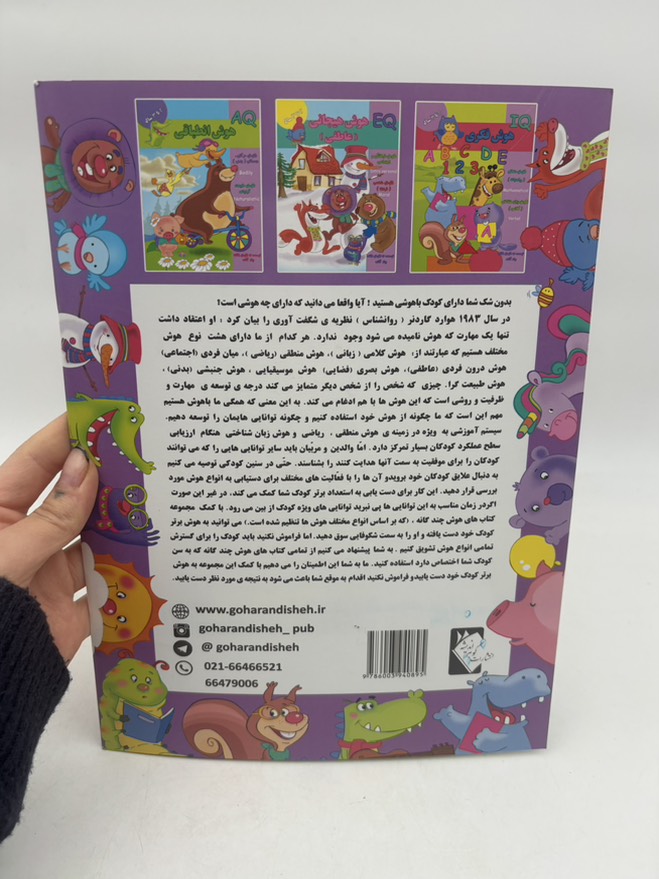 AQ
هوش انطباقی
EQ
هوش هیجانی
( عاطفی )
IQ
هوش فکری
A B C D E
1 2 3
بدون شک شما دارای کودک باهوشی هستید ! آیا واقعا می دانید که دارای چه هوشی است؟
در سال ۱۹۸۳ هوارد گاردنر ( روانشناس ) نظریه ی شگفت آوری را بیان کرد : او اعتقاد داشت
تنها یک مهارت که هوش نامیده می شود وجود ندارد. هر کدام از ما دارای هشت نوع هوش
مختلف هستیم که عبارتند از: هوش کلامی ( زبانی )، هوش منطقی (ریاضی )، میان فردی (اجتماعی)
هوش درون فردی (عاطفی)، هوش بصری (فضایی)، هوش موسیقیایی ، هوش جنبشی (بدنی) ،
هوش طبیعت گرا. چیزی که شخص را از شخص دیگر متمایز می کند درجه ی توسعه ی مهارت و
ظرفیت و روشی است که این هوش ها با هم ادغام می کند. به این معنی که همگی ما باهوش هستیم
مهم این است که ما چگونه از هوش خود استفاده کنیم و چگونه توانایی هایمان را توسعه دهیم.
سیستم آموزشی به ویژه در زمینه ی هوش منطقی ، ریاضی و هوش زبان شناختی هنگام ارزیابی
سطح عملکرد کودکان بسیار تمرکز دارد. اما والدین و مربّیان باید سایر توانایی هایی را که می توانند
کودکان را برای موفقیت به سمت آنها هدایت کنند را بشناسند. حتّی در سنین کودکی توصیه می کنیم
به دنبال علایق کودکان خود بروید و آن ها را با فعّالیت های مختلف برای دستیابی به انواع هوش مورد
بررسی قرار دهید. این کار برای دست یابی به استعداد برتر کودک شما کمک می کند، در غیر این صورت
اگردر زمان مناسب به این توانایی ها پی نبرید توانایی های ویژه کودک از بین می رود. با کمک مجموعه
کتاب های هوش چند گانه ، (که بر اساس انواع مختلف هوش ها تنظیم شده است.) می توانید به هوش برتر
کودک خود دست یافته و او را به سمت شکوفایی سوق دهید. اما فراموش نکنید باید کودک را برای گسترش
تمامی انواع هوش تشویق کنیم . به شما پیشنهاد می کنیم از تمامی کتاب های هوش چند گانه که به سن
کودک شما اختصاص دارد استفاده کنید. ما به شما این اطمینان را می دهیم با کمک این مجموعه به هوش
برتر کودک خود دست یابید و فراموش نکنید اقدام به موقع شما باعث می شود به نتیجه ی مورد نظر دست یابید.
www.goharandisheh.ir
goharandisheh_ pub
@ goharandisheh
021-66466521
66479006
9 786003 940895